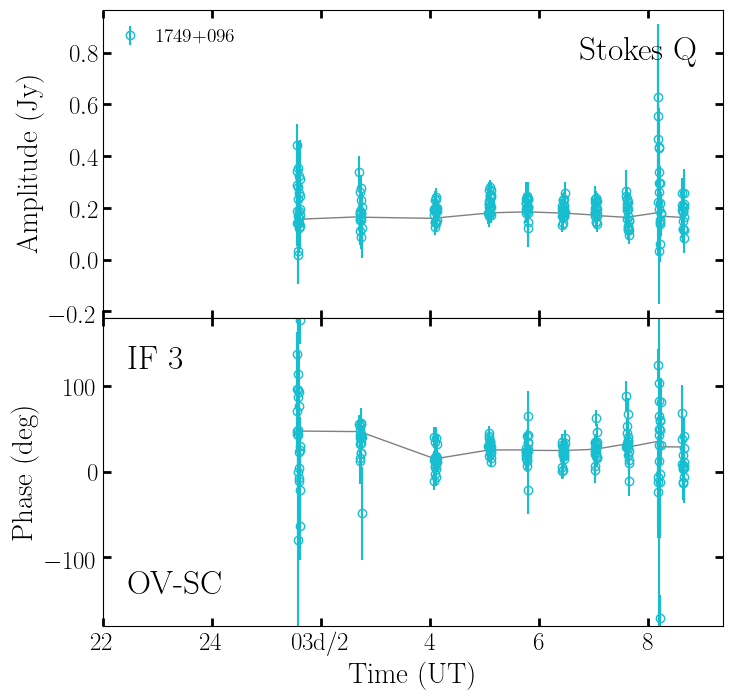 1749+096
Stokes Q
Amplitude (Jy)
0.8
0.6
0.4
0.2
0.0
−0.2
IF 3
Phase (deg)
100
0
−100
OV-SC
22
24
03d/2
4
6
8
Time (UT)